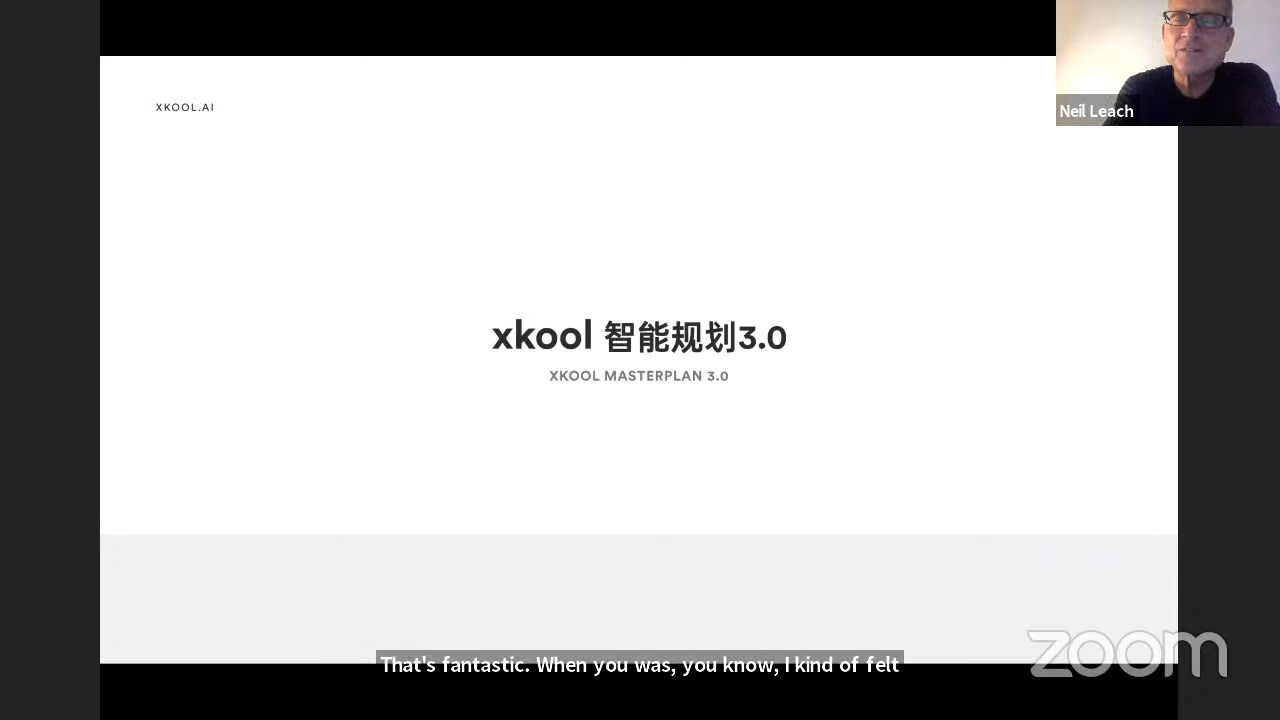 XKOOL.AI
Neil Leach
xkool 智能规划3.0
XKOOL MASTERPLAN 3.0
That's fantastic. When you was, you know, I kind of felt
zoom